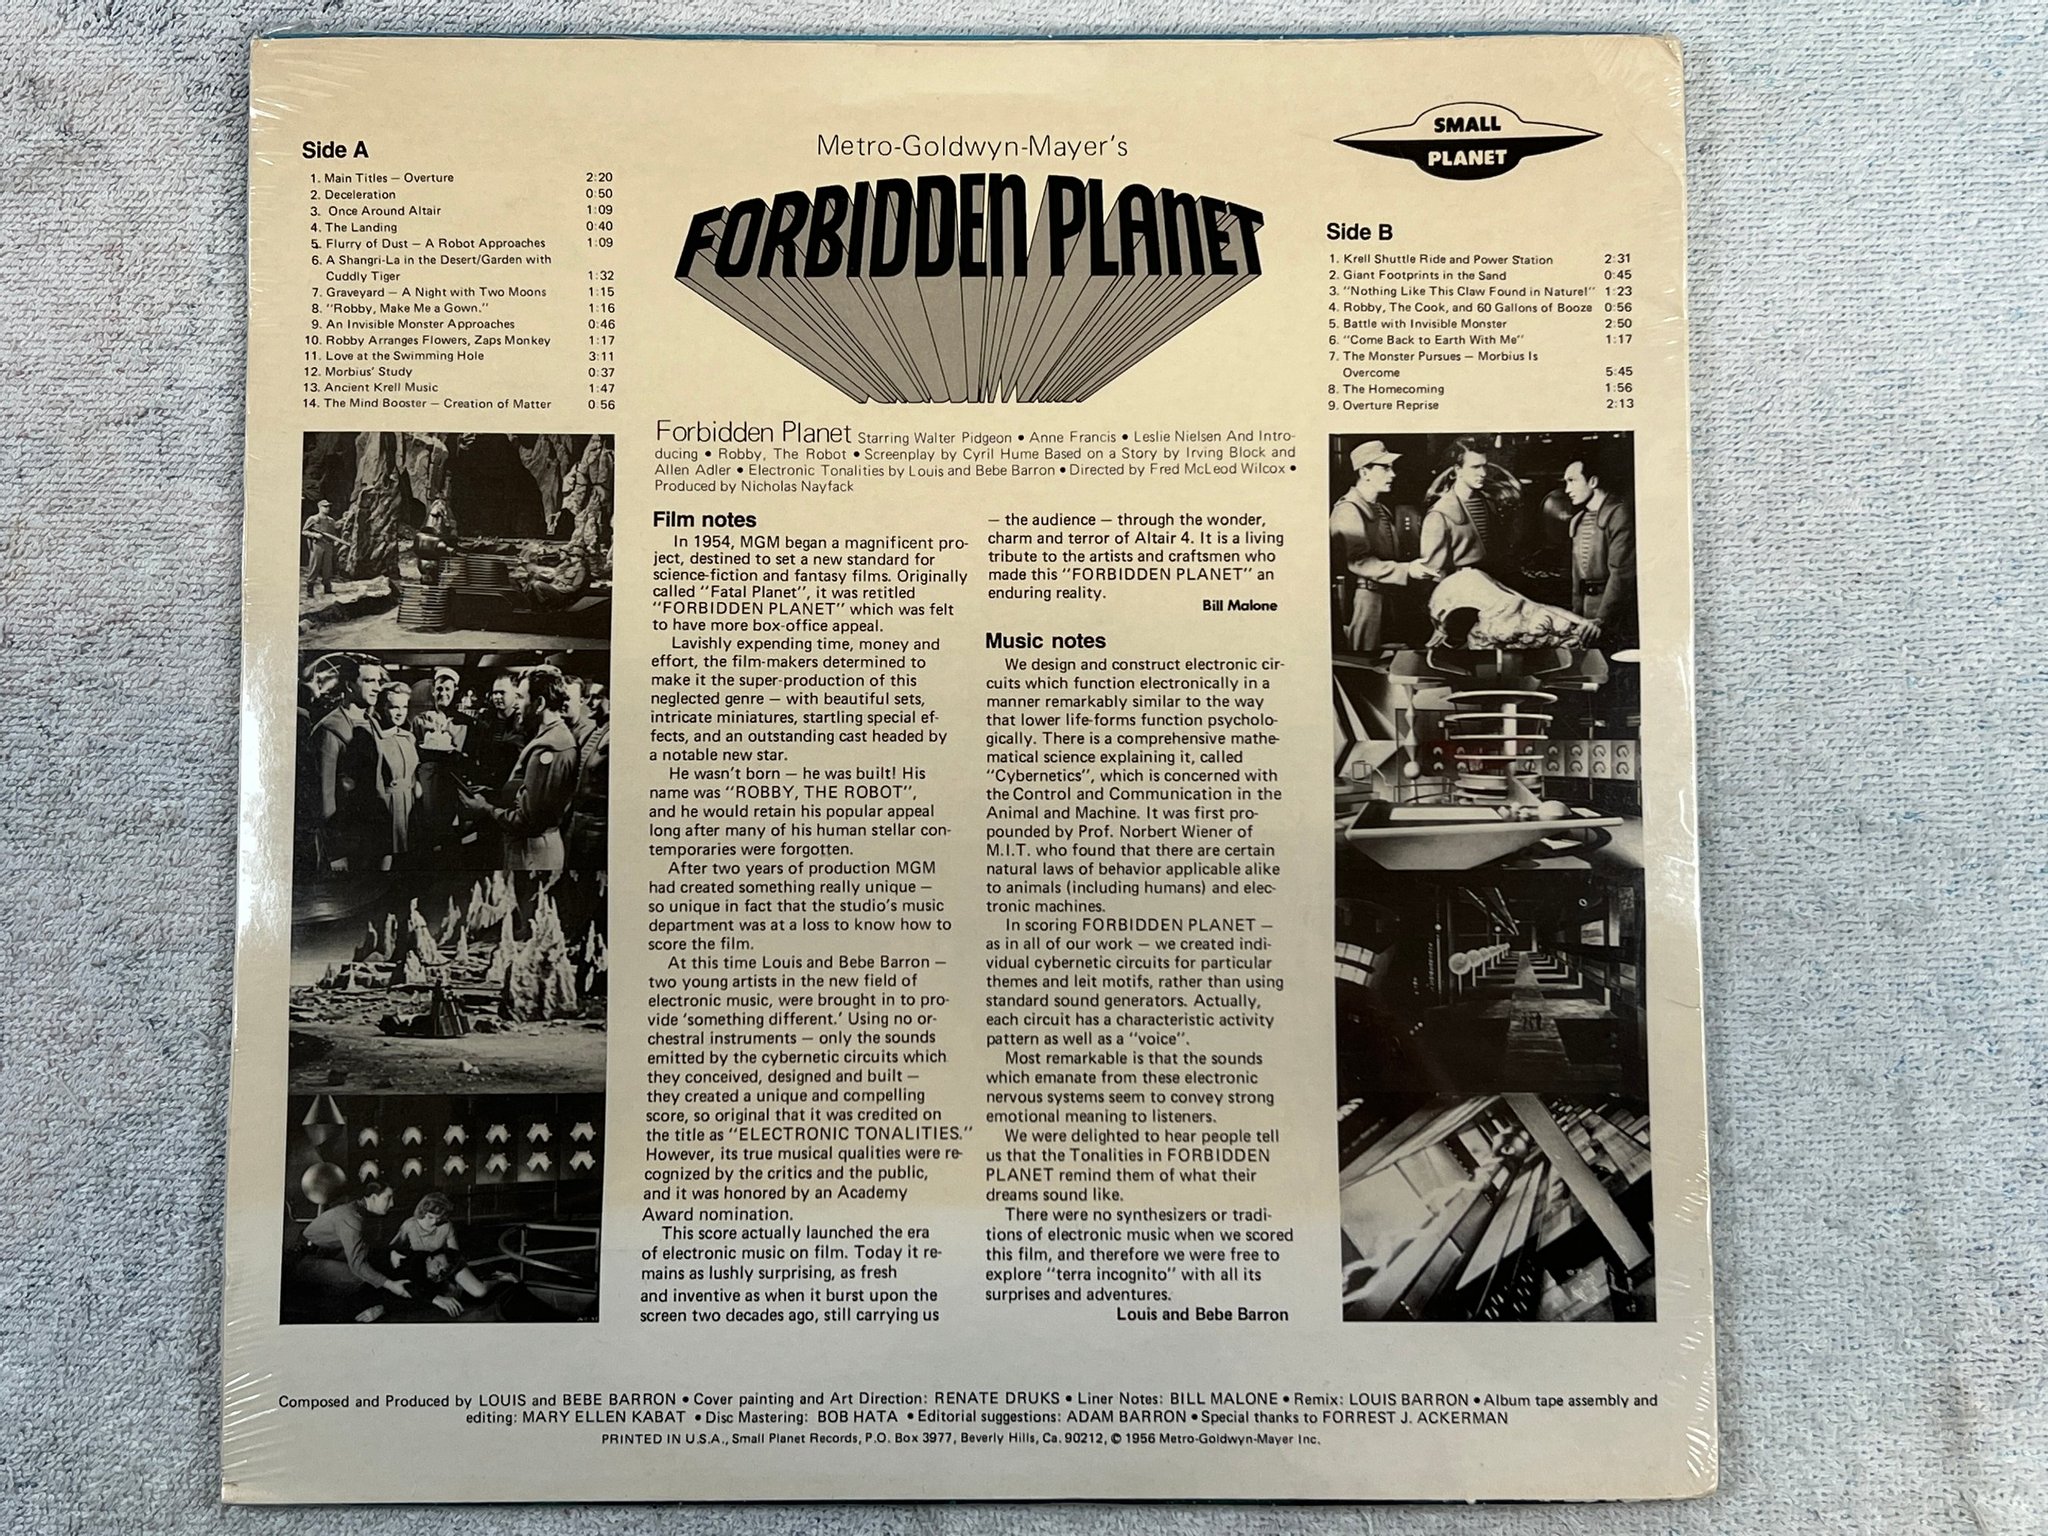 Side A
1. Main Titles – Overture 2:20
2. Deceleration 0:50
3. Once Around Altair 1:09
4. The Landing 0:40
5. Flurry of Dust – A Robot Approaches 1:09
6. A Shangri-La in the Desert/Garden with
Cuddly Tiger 1:32
7. Graveyard – A Night with Two Moons 1:15
8. "Robby, Make Me a Gown." 1:16
9. An Invisible Monster Approaches 0:46
10. Robby Arranges Flowers, Zaps Monkey 1:17
11. Love at the Swimming Hole 3:11
12. Morbius' Study 0:37
13. Ancient Krell Music 1:47
14. The Mind Booster – Creation of Matter 0:56
Metro-Goldwyn-Mayer's
FORBIDDEN PLANET
SMALL
PLANET
Side B
1. Krell Shuttle Ride and Power Station 2:31
2. Giant Footprints in the Sand 0:45
3. "Nothing Like This Claw Found in Nature!" 1:23
4. Robby, The Cook, and 60 Gallons of Booze 0:56
5. Battle with Invisible Monster 2:50
6. "Come Back to Earth With Me" 1:17
7. The Monster Pursues – Morbius Is
Overcome 5:45
8. The Homecoming 1:56
9. Overture Reprise 2:13
Forbidden Planet Starring Walter Pidgeon • Anne Francis • Leslie Nielsen And Intro-
ducing • Robby, The Robot • Screenplay by Cyril Hume Based on a Story by Irving Block and
Allen Adler • Electronic Tonalities by Louis and Bebe Barron • Directed by Fred McLeod Wilcox •
Produced by Nicholas Nayfack
Film notes
In 1954, MGM began a magnificent pro-
ject, destined to set a new standard for
science-fiction and fantasy films. Originally
called "Fatal Planet", it was retitled
"FORBIDDEN PLANET" which was felt
to have more box-office appeal.
Lavishly expending time, money and
effort, the film-makers determined to
make it the super-production of this
neglected genre – with beautiful sets,
intricate miniatures, startling special ef-
fects, and an outstanding cast headed by
a notable new star.
He wasn't born – he was built! His
name was "ROBBY, THE ROBOT",
and he would retain his popular appeal
long after many of his human stellar con-
temporaries were forgotten.
After two years of production MGM
had created something really unique –
so unique in fact that the studio's music
department was at a loss to know how to
score the film.
At this time Louis and Bebe Barron –
two young artists in the new field of
electronic music, were brought in to pro-
vide 'something different.' Using no or-
chestral instruments – only the sounds
emitted by the cybernetic circuits which
they conceived, designed and built –
they created a unique and compelling
score, so original that it was credited on
the title as "ELECTRONIC TONALITIES."
However, its true musical qualities were re-
cognized by the critics and the public,
and it was honored by an Academy
Award nomination.
This score actually launched the era
of electronic music on film. Today it re-
mains as lushly surprising, as fresh
and inventive as when it burst upon the
screen two decades ago, still carrying us
– the audience – through the wonder,
charm and terror of Altair 4. It is a living
tribute to the artists and craftsmen who
made this "FORBIDDEN PLANET" an
enduring reality.
Bill Malone
Music notes
We design and construct electronic cir-
cuits which function electronically in a
manner remarkably similar to the way
that lower life-forms function psycholo-
gically. There is a comprehensive mathe-
matical science explaining it, called
"Cybernetics", which is concerned with
the Control and Communication in the
Animal and Machine. It was first pro-
pounded by Prof. Norbert Wiener of
M.I.T. who found that there are certain
natural laws of behavior applicable alike
to animals (including humans) and elec-
tronic machines.
In scoring FORBIDDEN PLANET –
as in all of our work – we created indi-
vidual cybernetic circuits for particular
themes and leit motifs, rather than using
standard sound generators. Actually,
each circuit has a characteristic activity
pattern as well as a "voice".
Most remarkable is that the sounds
which emanate from these electronic
nervous systems seem to convey strong
emotional meaning to listeners.
We were delighted to hear people tell
us that the Tonalities in FORBIDDEN
PLANET remind them of what their
dreams sound like.
There were no synthesizers or tradi-
tions of electronic music when we scored
this film, and therefore we were free to
explore "terra incognito" with all its
surprises and adventures.
Louis and Bebe Barron
Composed and Produced by LOUIS and BEBE BARRON • Cover painting and Art Direction: RENATE DRUKS • Liner Notes: BILL MALONE • Remix: LOUIS BARRON • Album tape assembly and
editing: MARY ELLEN KABAT • Disc Mastering: BOB HATA • Editorial suggestions: ADAM BARRON • Special thanks to FORREST J. ACKERMAN
PRINTED IN U.S.A., Small Planet Records, P.O. Box 3977, Beverly Hills, Ca. 90212, © 1956 Metro-Goldwyn-Mayer Inc.